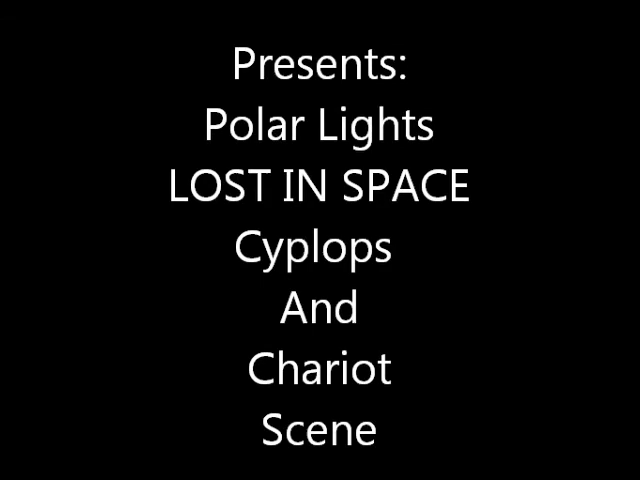 Presents:
Polar Lights
LOST IN SPACE
Cyplops
And
Chariot
Scene